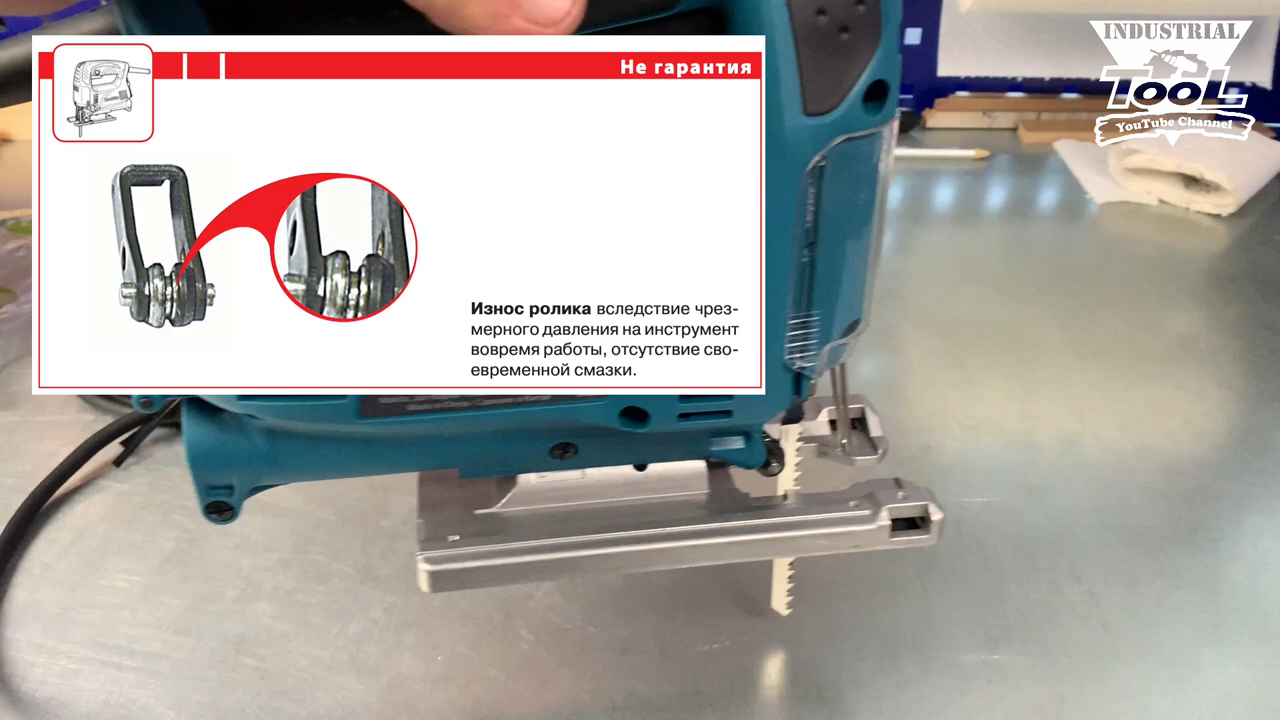 Не гарантия
Износ ролика вследствие чрез-
мерного давления на инструмент
вовремя работы, отсутствие сво-
евременной смазки.
INDUSTRIAL
TooL
YouTube Channel